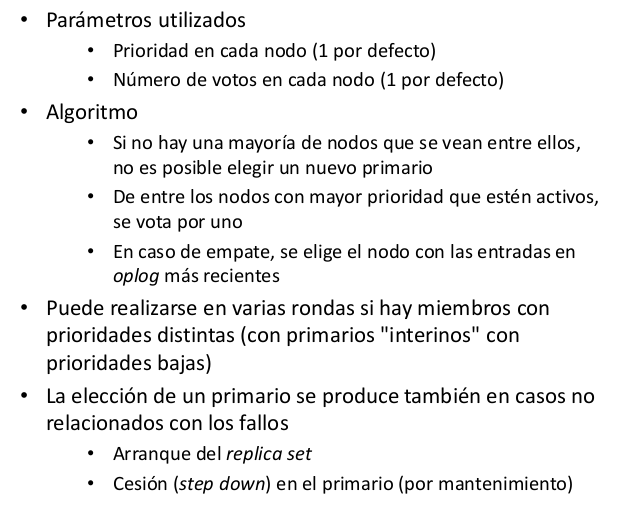 • Parámetros utilizados
• Prioridad en cada nodo (1 por defecto)
• Número de votos en cada nodo (1 por defecto)
• Algoritmo
• Si no hay una mayoría de nodos que se vean entre ellos,
no es posible elegir un nuevo primario
• De entre los nodos con mayor prioridad que estén activos,
se vota por uno
• En caso de empate, se elige el nodo con las entradas en
oplog más recientes
• Puede realizarse en varias rondas si hay miembros con
prioridades distintas (con primarios "interinos" con
prioridades bajas)
• La elección de un primario se produce también en casos no
relacionados con los fallos
• Arranque del replica set
• Cesión (step down) en el primario (por mantenimiento)